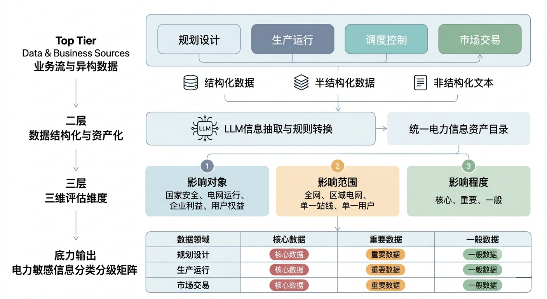 Top Tier
Data & Business Sources
业务流与异构数据
规划设计
生产运行
调度控制
市场交易
结构化数据
半结构化数据
非结构化文本
二层
数据结构化与资产化
LLM
LLM信息抽取与规则转换
统一电力信息资产目录
三层
三维评估维度
1
影响对象
国家安全、电网运行、
企业利益、用户权益
2
影响范围
全网、区域电网、
单一站线、单一用户
3
影响程度
核心、重要、一般
底力输出
电力敏感信息分类分级矩阵
数据领域 核心数据 重要数据 一般数据
规划设计 核心数据 重要数据 一般数据
生产运行 核心数据 重要数据 一般数据
市场交易 核心数据 重要数据 一般数据